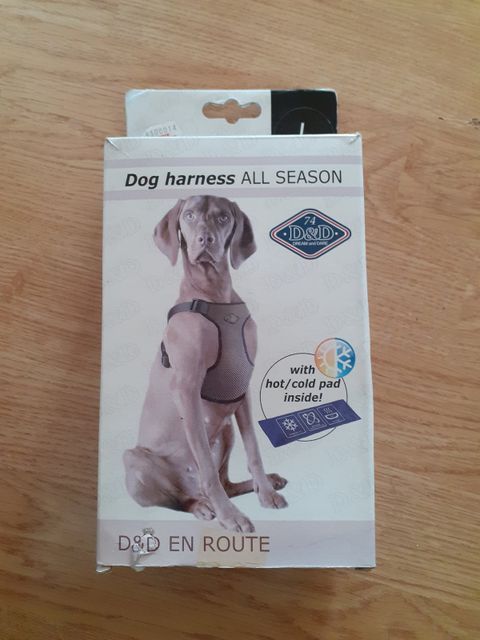 Dog harness ALL SEASON
74
D&D
DREAM and DARE
with
hot/cold pad
inside!
D&D EN ROUTE